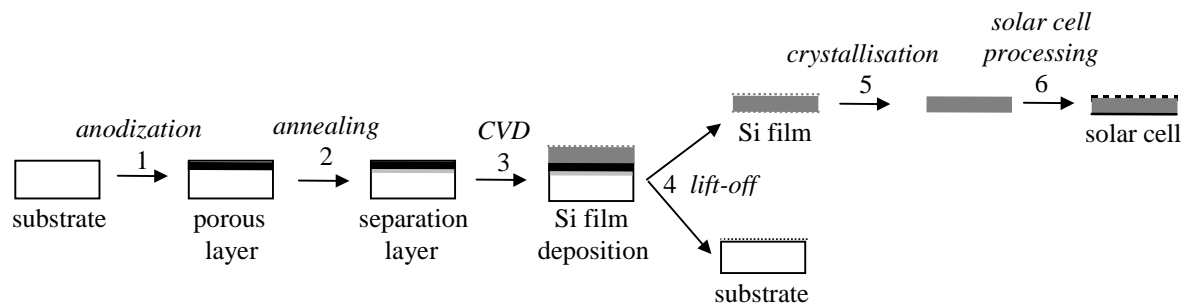 solar cell
processing
crystallisation
6
5
Si film
solar cell
anodization
annealing
CVD
1
2
3
4 lift-off
substrate
porous
layer
separation
layer
Si film
deposition
substrate